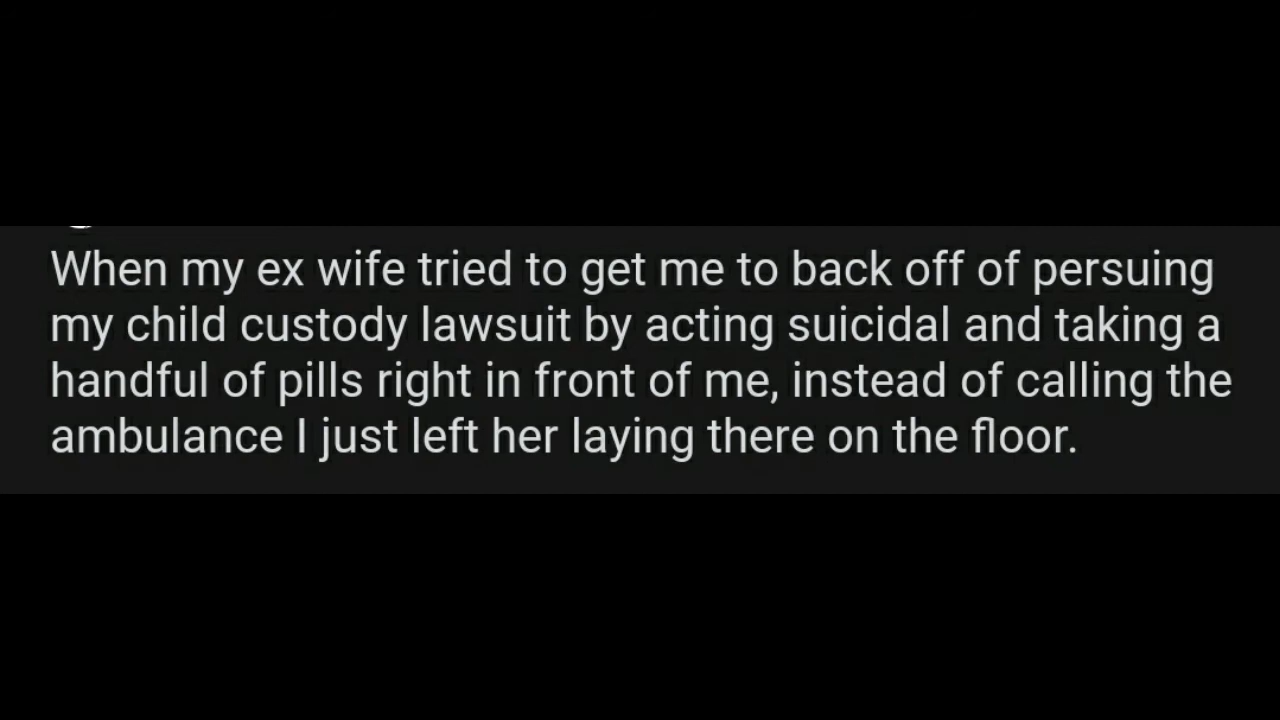 When my ex wife tried to get me to back off of persuing
my child custody lawsuit by acting suicidal and taking a
handful of pills right in front of me, instead of calling the
ambulance I just left her laying there on the floor.